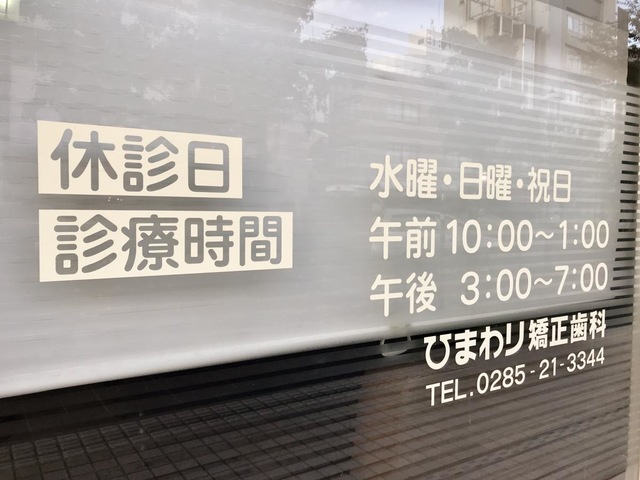 休診日 水曜・日曜・祝日
診療時間 午前 10:00～1:00
午後 3:00～7:00
ひまわり矯正歯科
TEL.0285-21-3344